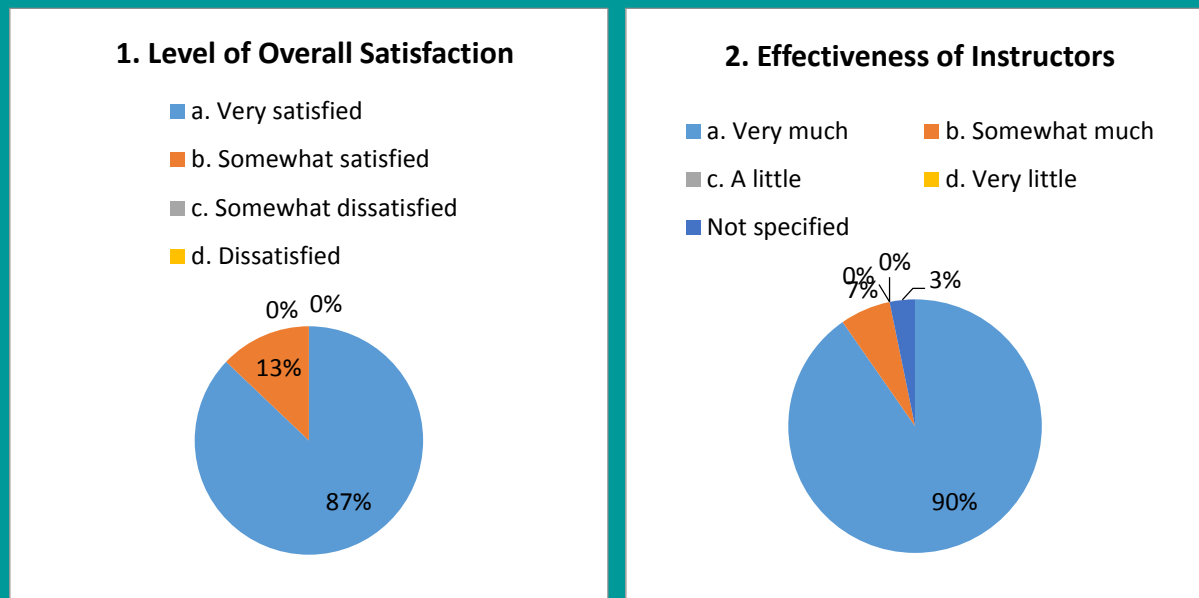 1. Level of Overall Satisfaction
a. Very satisfied
b. Somewhat satisfied
c. Somewhat dissatisfied
d. Dissatisfied
0% 0%
13%
87%
2. Effectiveness of Instructors
a. Very much b. Somewhat much
c. A little d. Very little
Not specified
0% 0%
7% 3%
90%